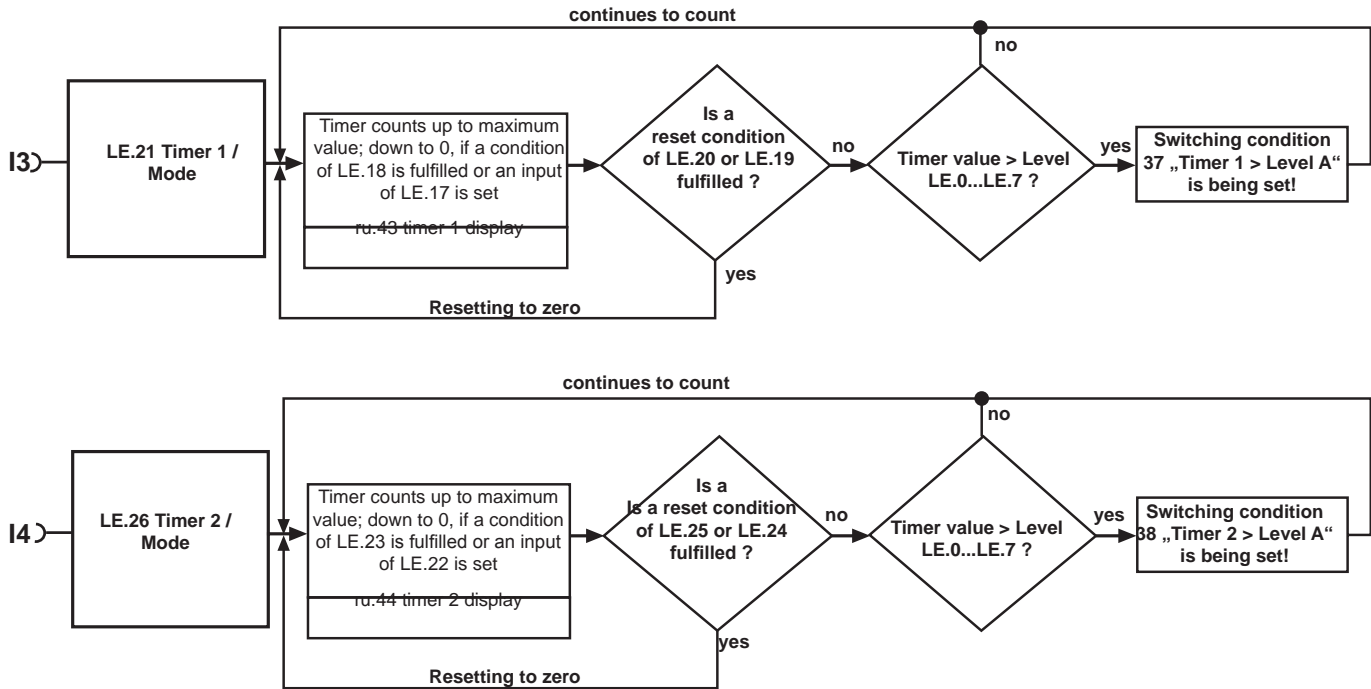 continues to count
no
I3
LE.21 Timer 1 /
Mode
Timer counts up to maximum
value; down to 0, if a condition
of LE.18 is fulfilled or an input
of LE.17 is set
ru.43 timer 1 display
Is a
reset condition
of LE.20 or LE.19
fulfilled ?
no
Timer value > Level
LE.0...LE.7 ?
yes
Switching condition
37 „Timer 1 > Level A“
is being set!
yes
Resetting to zero
continues to count
no
I4
LE.26 Timer 2 /
Mode
Timer counts up to maximum
value; down to 0, if a condition
of LE.23 is fulfilled or an input
of LE.22 is set
ru.44 timer 2 display
Is a
Is a reset condition
of LE.25 or LE.24
fulfilled ?
no
Timer value > Level
LE.0...LE.7 ?
yes
Switching condition
38 „Timer 2 > Level A“
is being set!
yes
Resetting to zero